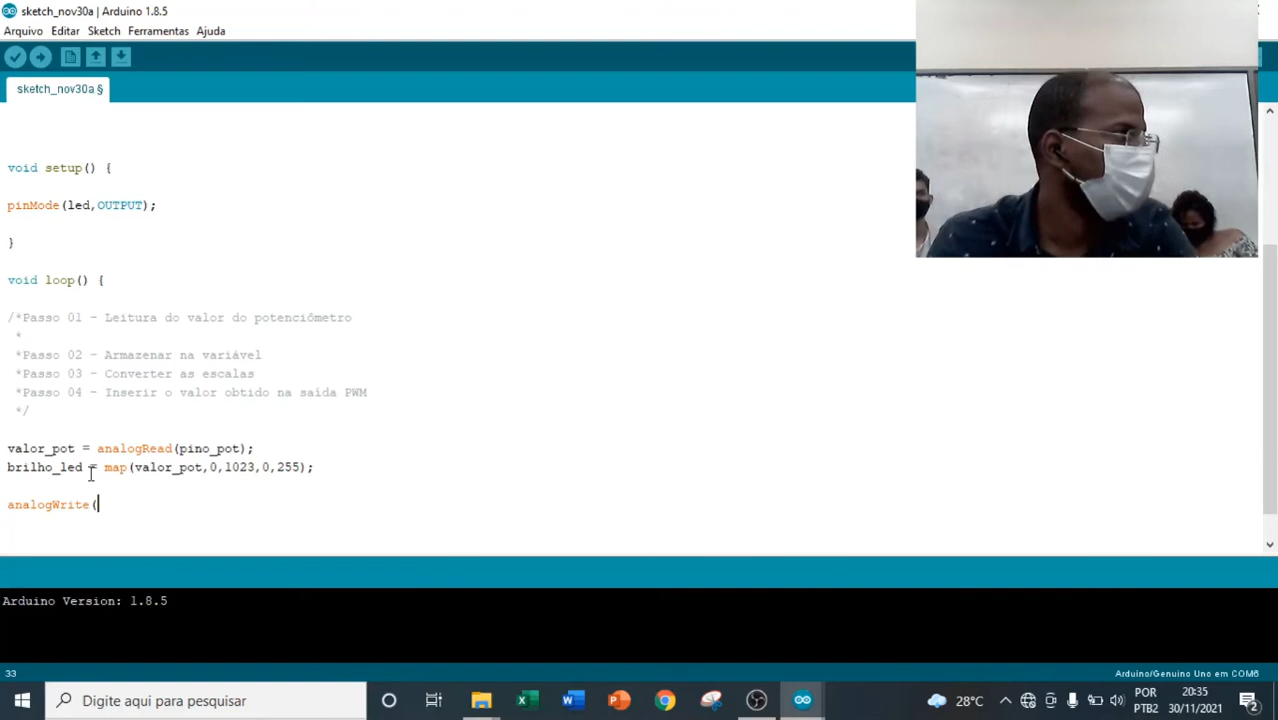 sketch_nov30a | Arduino 1.8.5
Arquivo Editar Sketch Ferramentas Ajuda
sketch_nov30a §
void setup() {
pinMode(led,OUTPUT);
}
void loop() {
/*Passo 01 - Leitura do valor do potenciômetro
*
*Passo 02 - Armazenar na variável
*Passo 03 - Converter as escalas
*Passo 04 - Inserir o valor obtido na saída PWM
*/
valor_pot = analogRead(pino_pot);
brilho_led = map(valor_pot,0,1023,0,255);
analogWrite(
Arduino Version: 1.8.5
33
Arduino/Genuino Uno em COM6
Digite aqui para pesquisar
28°C
POR
PTB2
20:35
30/11/2021
2